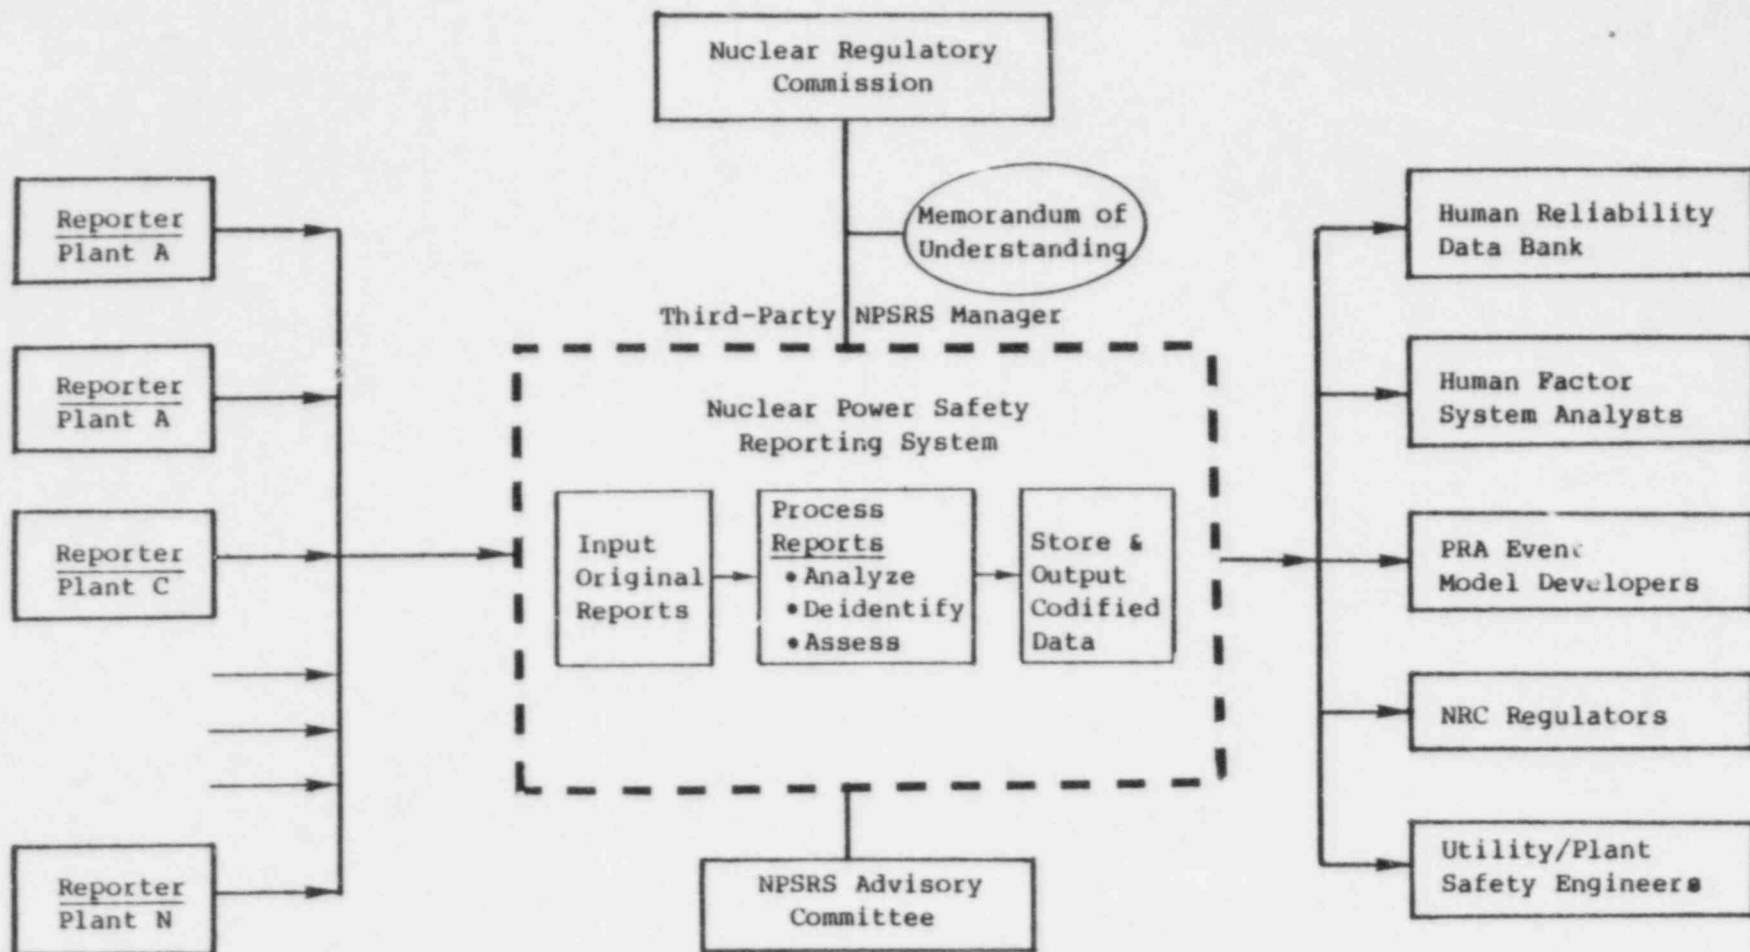 Nuclear Regulatory
Commission
Memorandum of
Understanding
Third-Party NPSRS Manager
Reporter
Plant A
Reporter
Plant A
Reporter
Plant C
Reporter
Plant N
Nuclear Power Safety
Reporting System
Input
Original
Reports
Process
Reports
• Analyze
• Deidentify
• Assess
Store &
Output
Codified
Data
NPSRS Advisory
Committee
Human Reliability
Data Bank
Human Factor
System Analysts
PRA Event
Model Developers
NRC Regulators
Utility/Plant
Safety Engineers